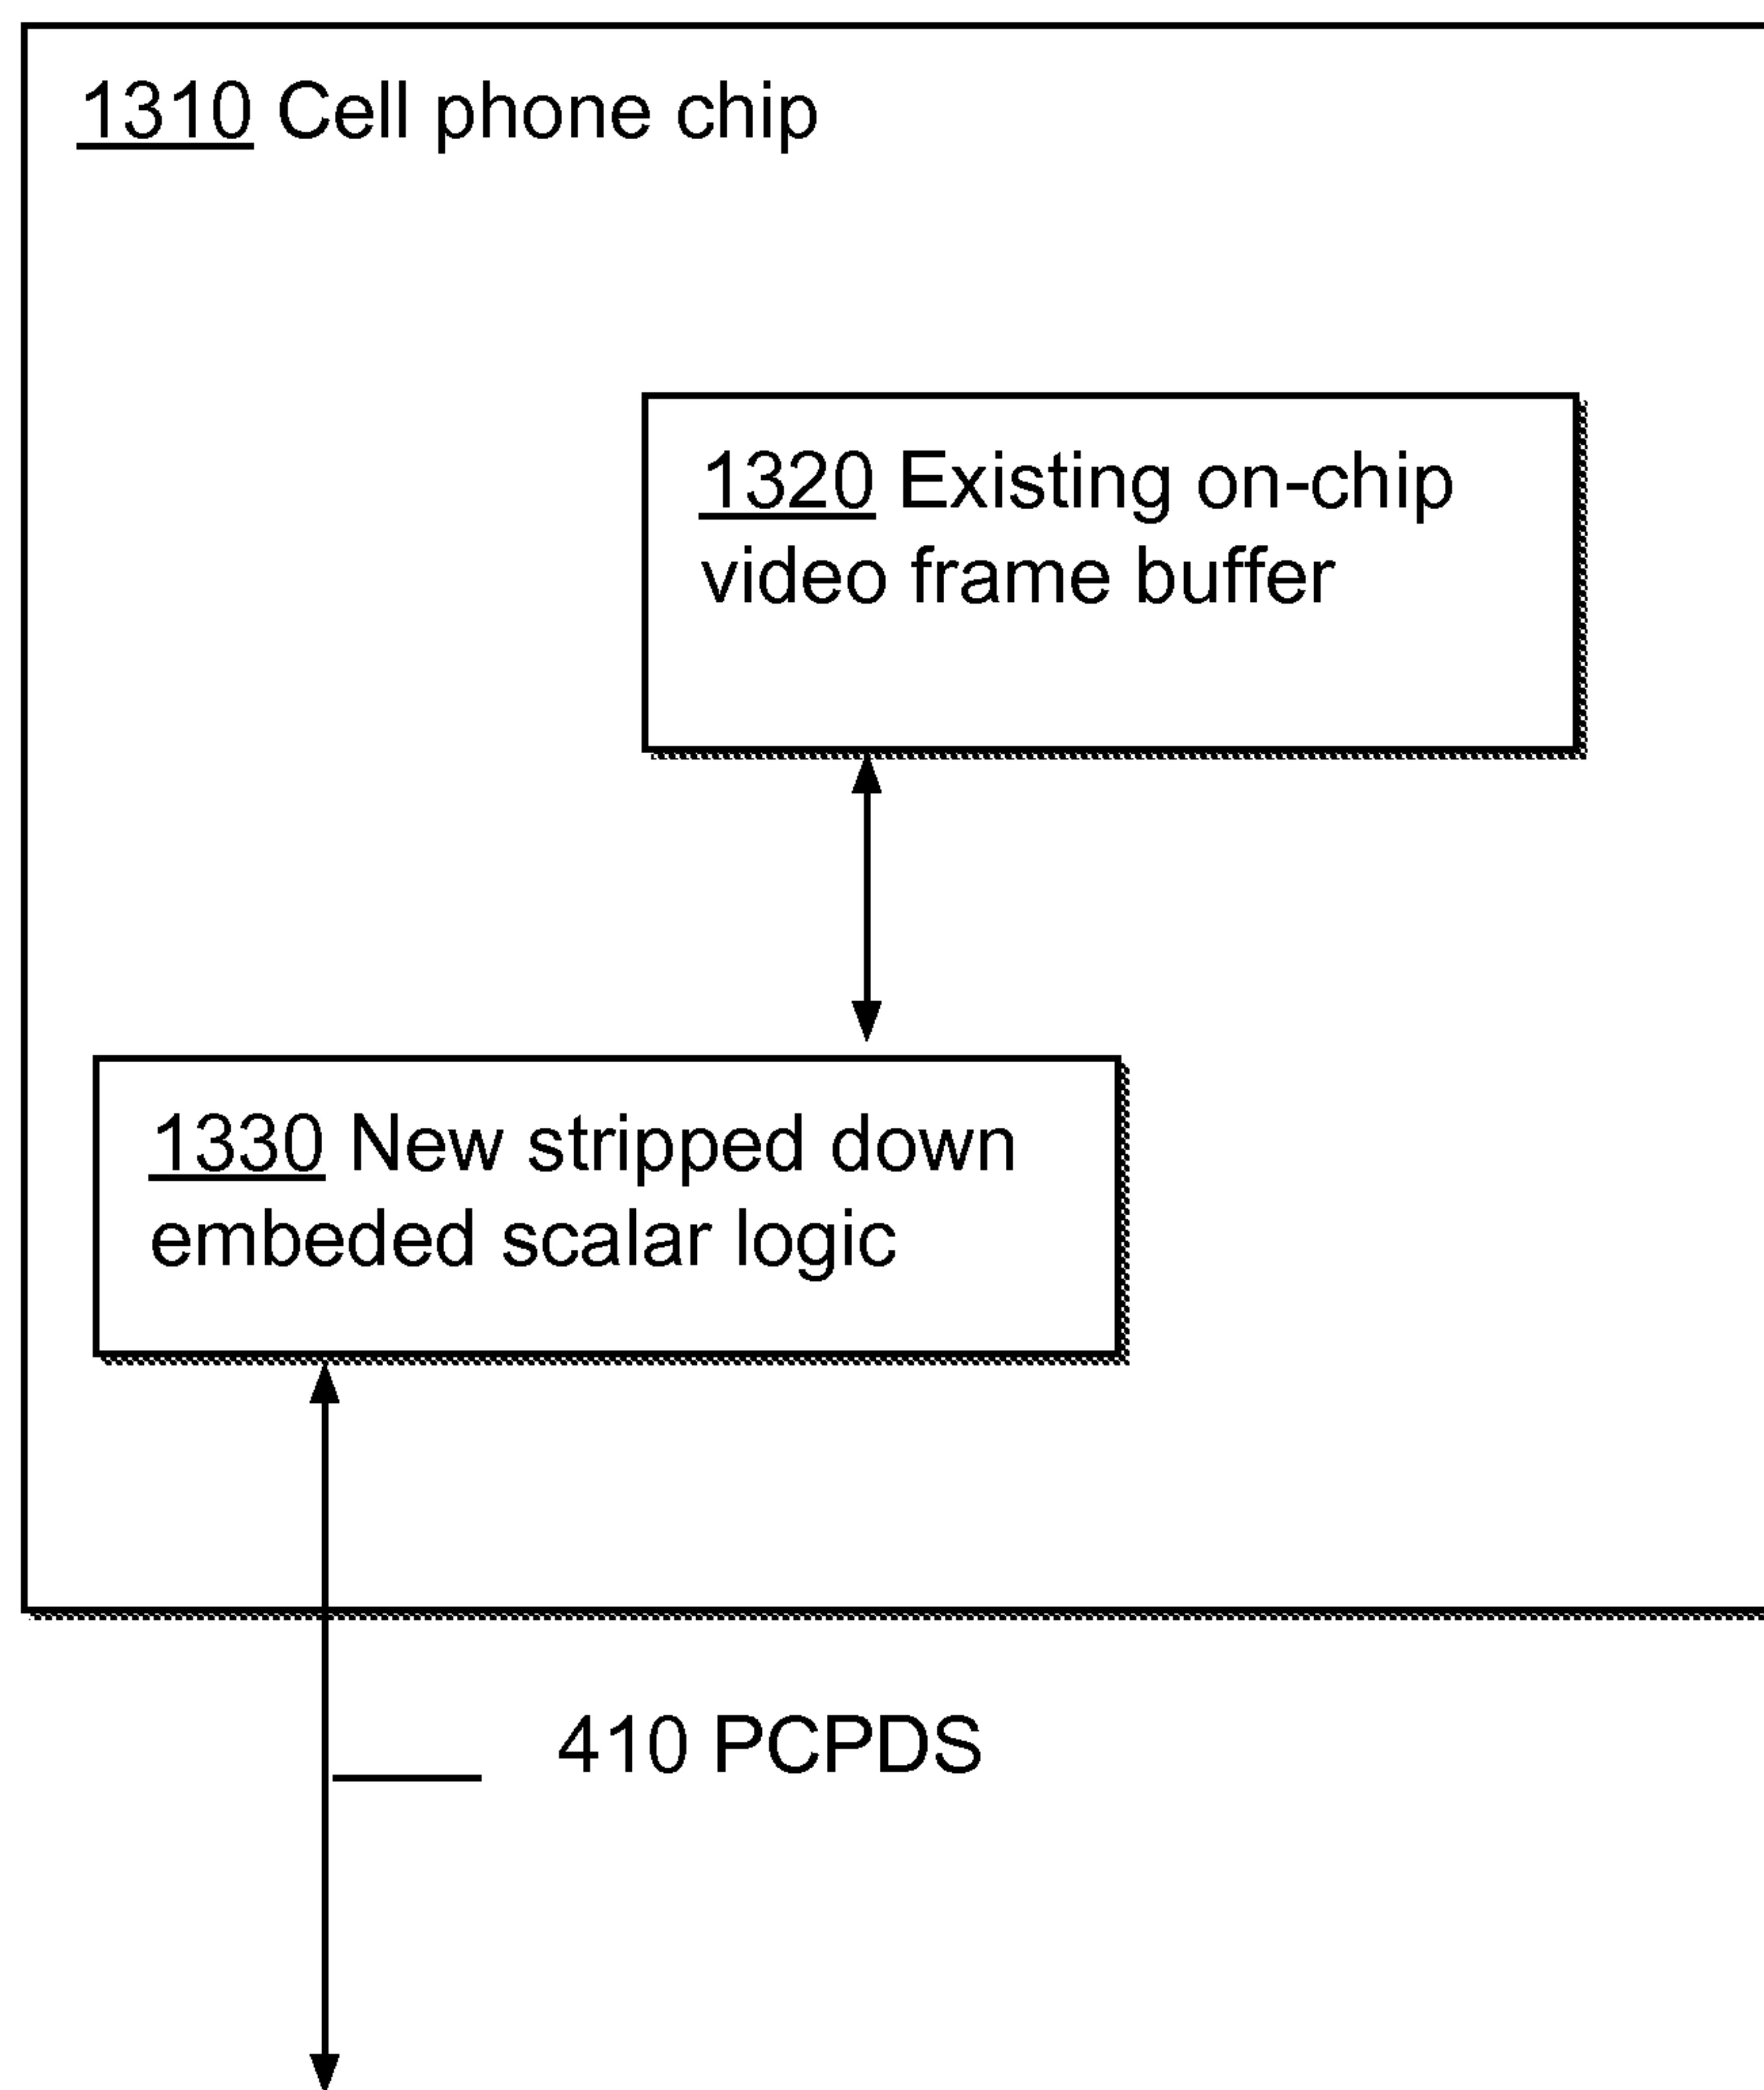 1310 Cell phone chip
1320 Existing on-chip
video frame buffer
1330 New stripped down
embeded scalar logic
410 PCPDS